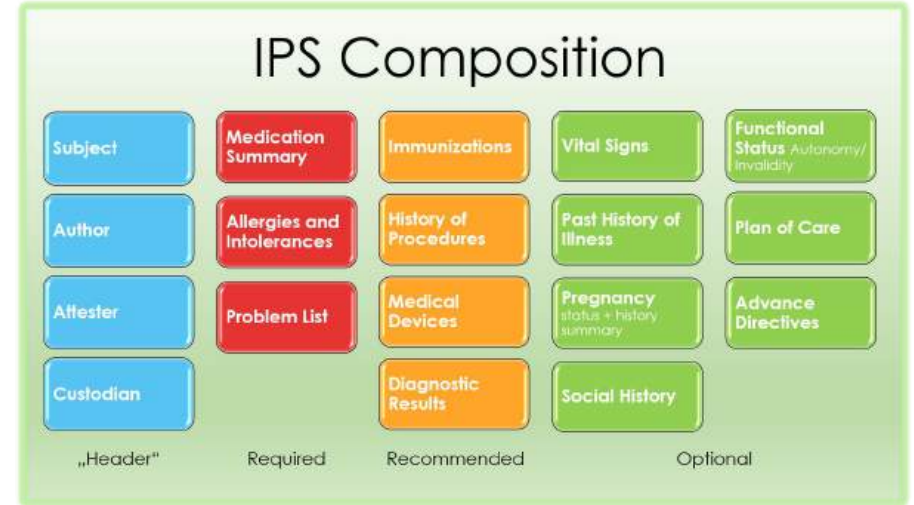 IPS Composition
Subject
Author
Attester
Custodian
„Header“
Medication
Summary
Allergies and
Intolerances
Problem List
Required
Immunizations
History of
Procedures
Medical
Devices
Diagnostic
Results
Recommended
Vital Signs
Past History of
Illness
Pregnancy
status + history
summary
Social History
Functional
Status Autonomy/
Invalidity
Plan of Care
Advance
Directives
Optional